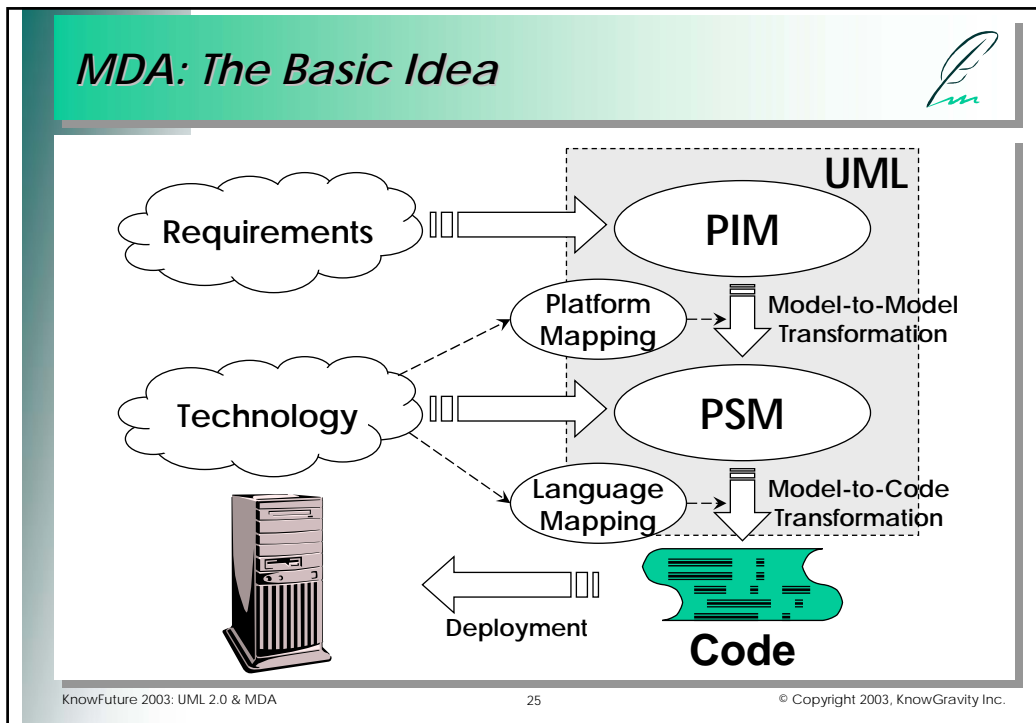 MDA: The Basic Idea
UML
Requirements
PIM
Platform
Mapping
Model-to-Model
Transformation
Technology
PSM
Language
Mapping
Model-to-Code
Transformation
Deployment
Code
KnowFuture 2003: UML 2.0 & MDA
25
© Copyright 2003, KnowGravity Inc.